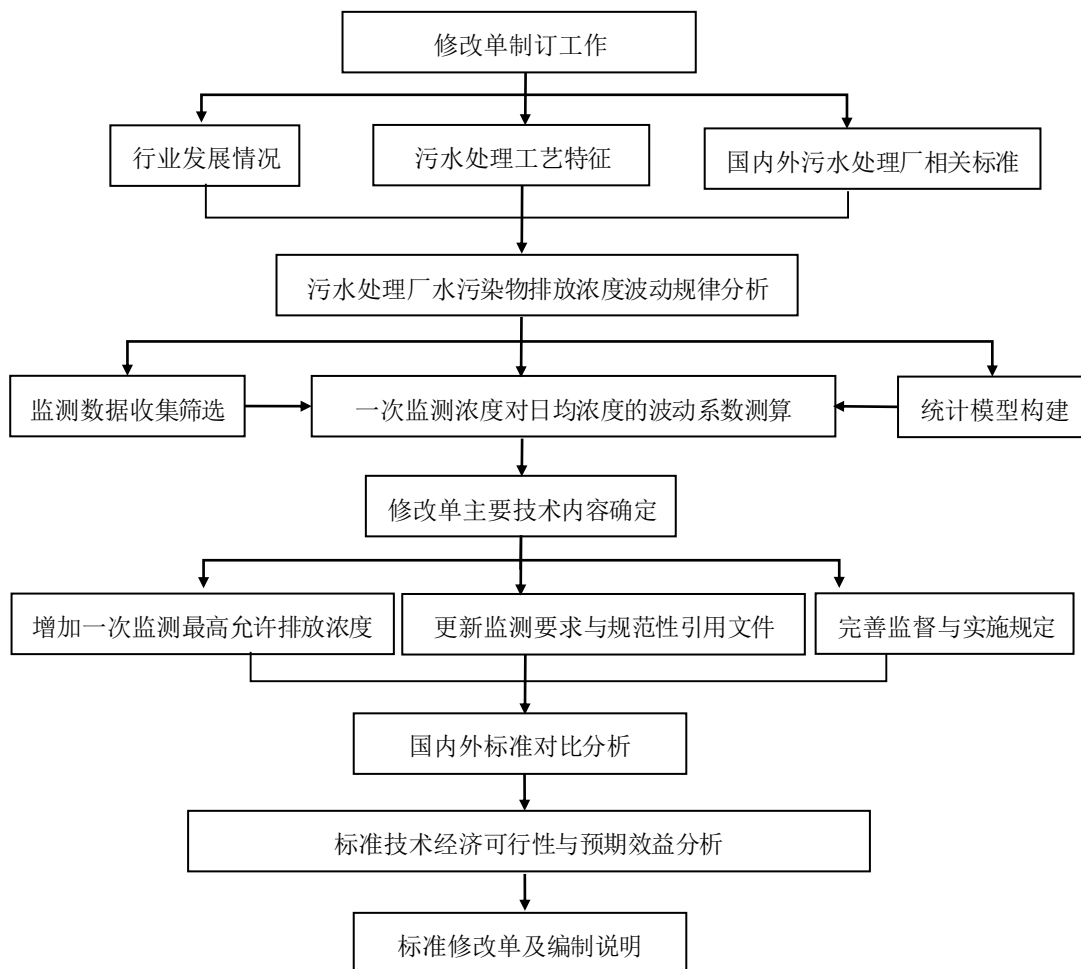 修改单制订工作
行业发展情况
污水处理工艺特征
国内外污水处理厂相关标准
污水处理厂水污染物排放浓度波动规律分析
监测数据收集筛选
一次监测浓度对日均浓度的波动系数测算
统计模型构建
修改单主要技术内容确定
增加一次监测最高允许排放浓度
更新监测要求与规范性引用文件
完善监督与实施规定
国内外标准对比分析
标准技术经济可行性与预期效益分析
标准修改单及编制说明